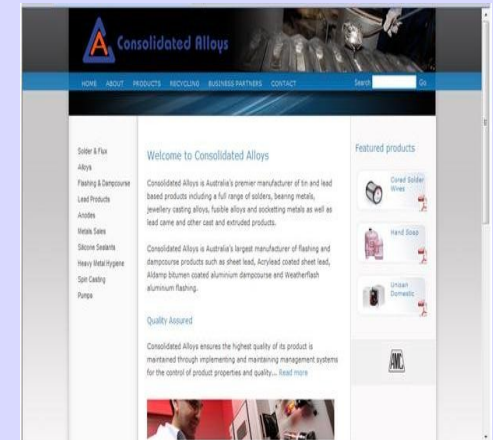 Consolidated Alloys
HOME ABOUT PRODUCTS RECYCLING BUSINESS PARTNERS CONTACT Search Go
Solder & Flux
Alloys
Flashing & Dampcourse
Lead Products
Anodes
Metals Sales
Silicone Sealants
Heavy Metal Hygiene
Spin Casting
Pumps
Welcome to Consolidated Alloys
Consolidated Alloys is Australia's premier manufacturer of tin and lead
based products including a full range of solders, bearing metals,
jewellery casting alloys, fusible alloys and socketting metals as well as
lead came and other cast and extruded products.
Consolidated Alloys is Australia's largest manufacturer of flashing and
dampcourse products such as sheet lead, Acrylead coated sheet lead,
Aldamp bitumen coated aluminium dampcourse and Weatherflash
aluminium flashing.
Quality Assured
Consolidated Alloys ensures the highest quality of its product is
maintained through implementing and maintaining management systems
for the control of product properties and quality... Read more
Featured products
Cored Solder
Wires
Hand Soap
Unisan
Domestic
AMC